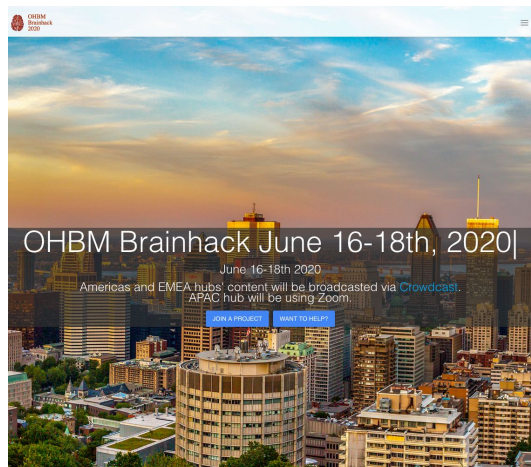 OHBM
Brainhack
2020
OHBM Brainhack June 16-18th, 2020|
June 16-18th 2020
Americas and EMEA hubs' content will be broadcasted via Crowdcast.
APAC hub will be using Zoom.
JOIN A PROJECT WANT TO HELP?